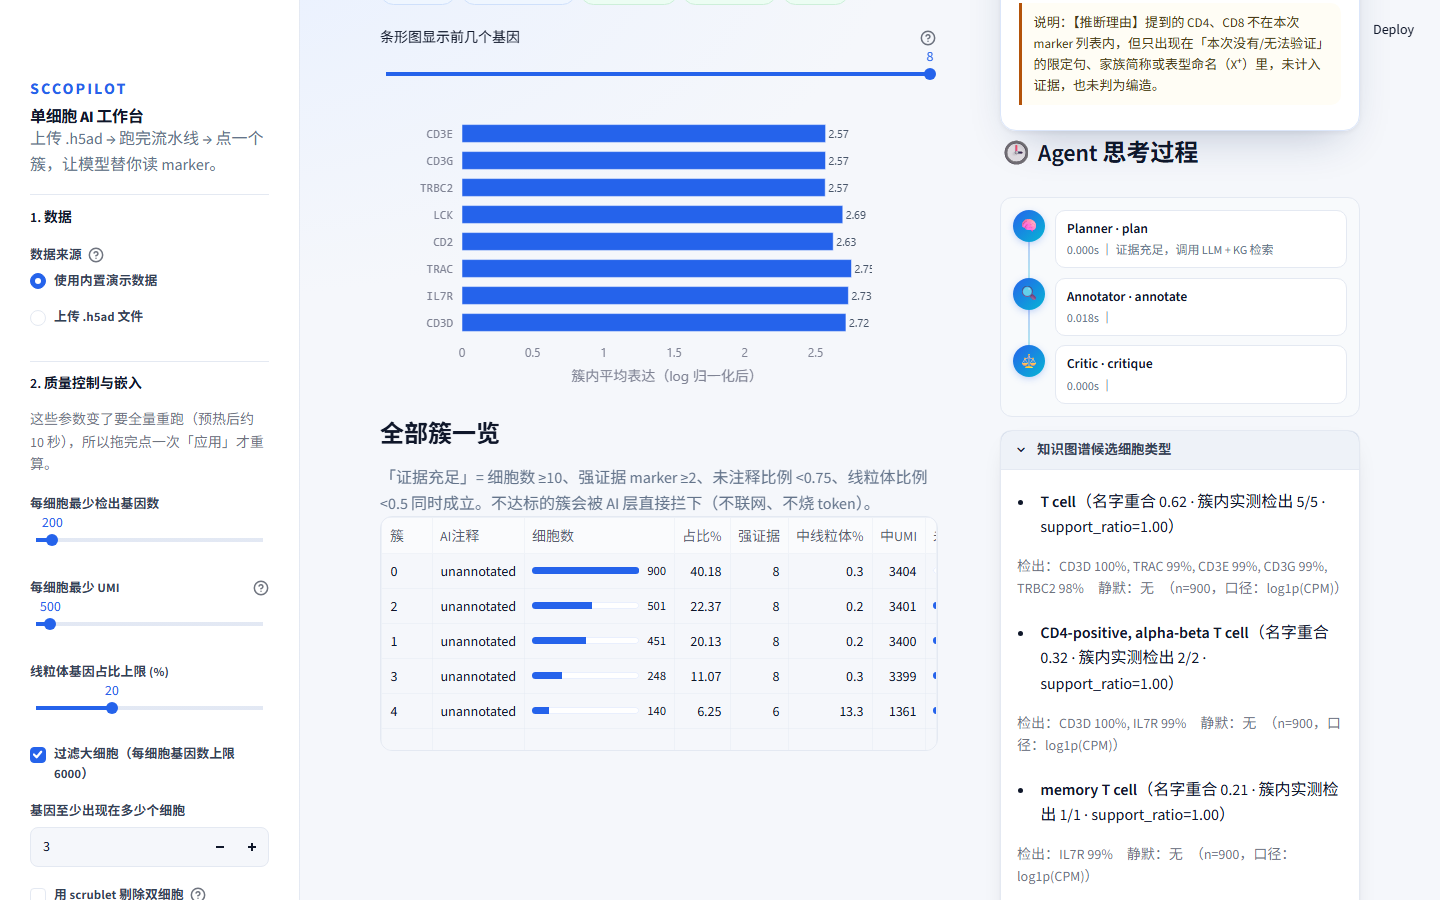 SCCOPILOT
单细胞 AI 工作台
上传 .h5ad → 跑完流水线 → 点一个
簇，让模型替你读 marker。
1. 数据
数据来源
使用内置演示数据
上传 .h5ad 文件
2. 质量控制与嵌入
这些参数变了要全量重跑（预热后约
10 秒），所以拖完点一次「应用」才重
算。
每细胞最少检出基因数
200
每细胞最少 UMI
500
线粒体基因占比上限 (%)
20
过滤大细胞（每细胞基因数上限
6000）
基因至少出现在多少个细胞
3
用 scrublet 剔除双细胞
条形图显示前几个基因
8
CD3E 2.57
CD3G 2.57
TRBC2 2.57
LCK 2.69
CD2 2.63
TRAC 2.75
IL7R 2.73
CD3D 2.72
0 0.5 1 1.5 2 2.5
簇内平均表达（log 归一化后）
全部簇一览
「证据充足」= 细胞数 ≥10、强证据 marker ≥2、未注释比例 <0.75、线粒体比例
<0.5 同时成立。不达标的簇会被 AI 层直接拦下（不联网、不烧 token）。
簇 AI注释 细胞数 占比% 强证据 中线粒体% 中UMI
0 unannotated 900 40.18 8 0.3 3404
2 unannotated 501 22.37 8 0.2 3401
1 unannotated 451 20.13 8 0.2 3400
3 unannotated 248 11.07 8 0.3 3399
4 unannotated 140 6.25 6 13.3 1361
Deploy
说明：【推断理由】提到的 CD4、CD8 不在本次
marker 列表内，但只出现在「本次没有/无法验证」
的限定句、家族简称或表型命名（X⁺）里，未计入
证据，也未判为编造。
Agent 思考过程
Planner · plan
0.000s | 证据充足，调用 LLM + KG 检索
Annotator · annotate
0.018s |
Critic · critique
0.000s |
知识图谱候选细胞类型
• T cell（名字重合 0.62 · 簇内实测检出 5/5 ·
support_ratio=1.00）
检出：CD3D 100%, TRAC 99%, CD3E 99%, CD3G 99%,
TRBC2 98% 静默：无 （n=900，口径：log1p(CPM)）
• CD4-positive, alpha-beta T cell（名字重合
0.32 · 簇内实测检出 2/2 ·
support_ratio=1.00）
检出：CD3D 100%, IL7R 99% 静默：无 （n=900，口
径：log1p(CPM)）
• memory T cell（名字重合 0.21 · 簇内实测检
出 1/1 · support_ratio=1.00）
检出：IL7R 99% 静默：无 （n=900，口径：
log1p(CPM)）